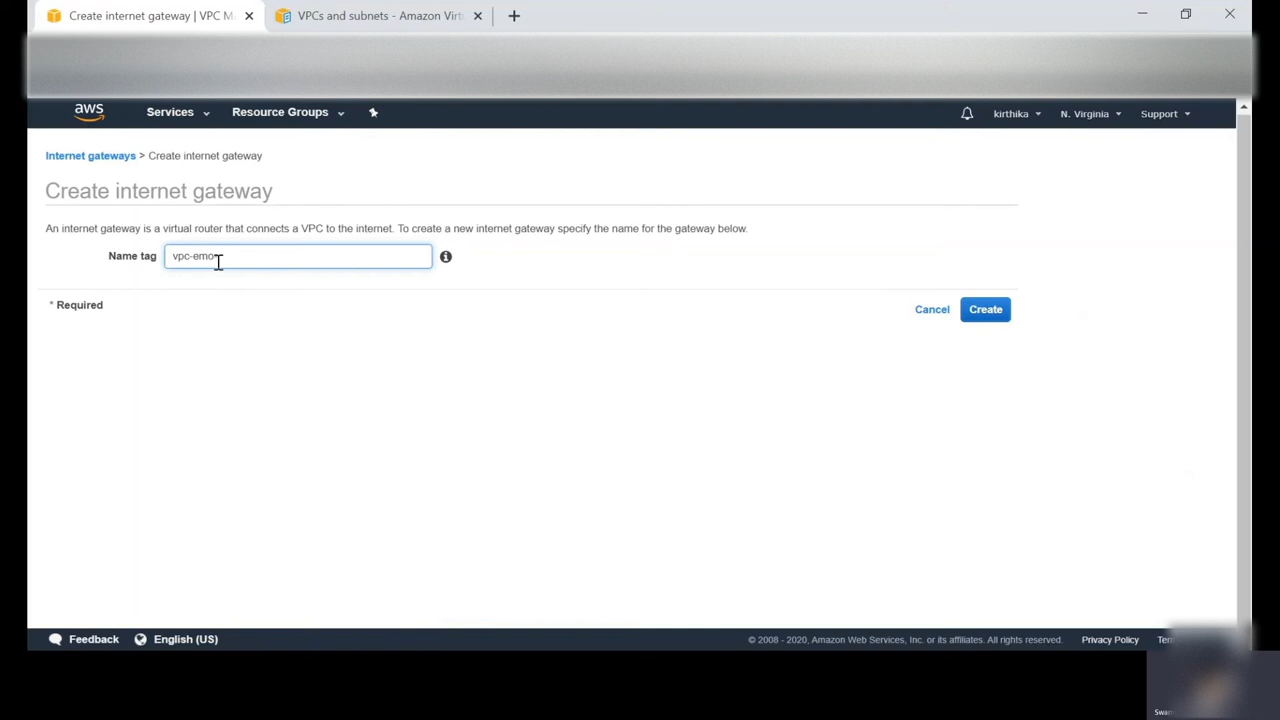 Create internet gateway | VPC M
VPCs and subnets - Amazon Virtu
aws
Services
Resource Groups
kirthika
N. Virginia
Support
Internet gateways > Create internet gateway
Create internet gateway
An internet gateway is a virtual router that connects a VPC to the internet. To create a new internet gateway specify the name for the gateway below.
Name tag
vpc-emo
* Required
Cancel
Create
Feedback
English (US)
© 2008 - 2020, Amazon Web Services, Inc. or its affiliates. All rights reserved.
Privacy Policy